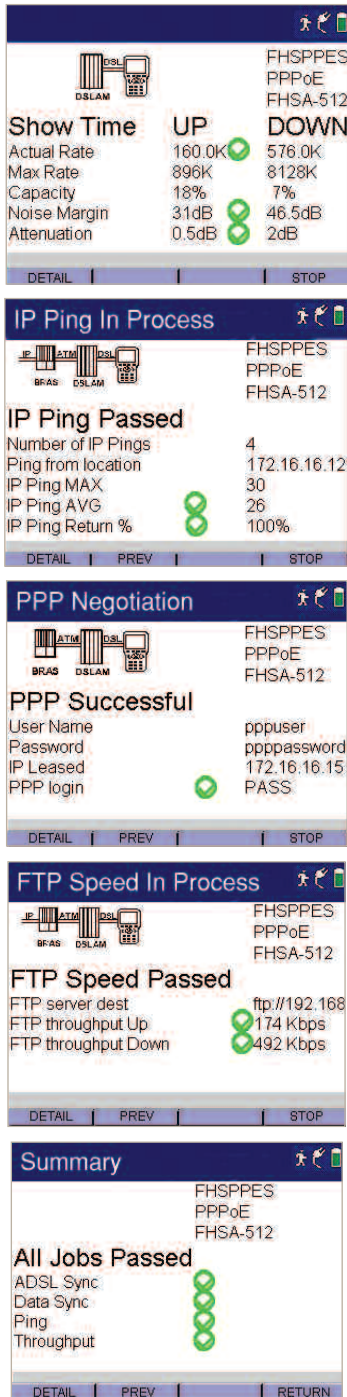 DSL
DSLAM
FHSPPES
PPPoE
FHSA-512
Show Time UP DOWN
Actual Rate 160.0K 576.0K
Max Rate 896K 8128K
Capacity 18% 7%
Noise Margin 31dB 46.5dB
Attenuation 0.5dB 2dB
DETAIL STOP
IP Ping In Process
IP ATM DSL
BRAS DSLAM
FHSPPES
PPPoE
FHSA-512
IP Ping Passed
Number of IP Pings 4
Ping from location 172.16.16.12
IP Ping MAX 30
IP Ping AVG 26
IP Ping Return % 100%
DETAIL PREV STOP
PPP Negotiation
ATM DSL
BRAS DSLAM
FHSPPES
PPPoE
FHSA-512
PPP Successful
User Name pppuser
Password ppppassword
IP Leased 172.16.16.15
PPP login PASS
DETAIL PREV STOP
FTP Speed In Process
IP ATM DSL
BRAS DSLAM
FHSPPES
PPPoE
FHSA-512
FTP Speed Passed
FTP server dest ftp://192.168
FTP throughput Up 174 Kbps
FTP throughput Down 492 Kbps
DETAIL PREV STOP
Summary
FHSPPES
PPPoE
FHSA-512
All Jobs Passed
ADSL Sync
Data Sync
Ping
Throughput
DETAIL PREV RETURN